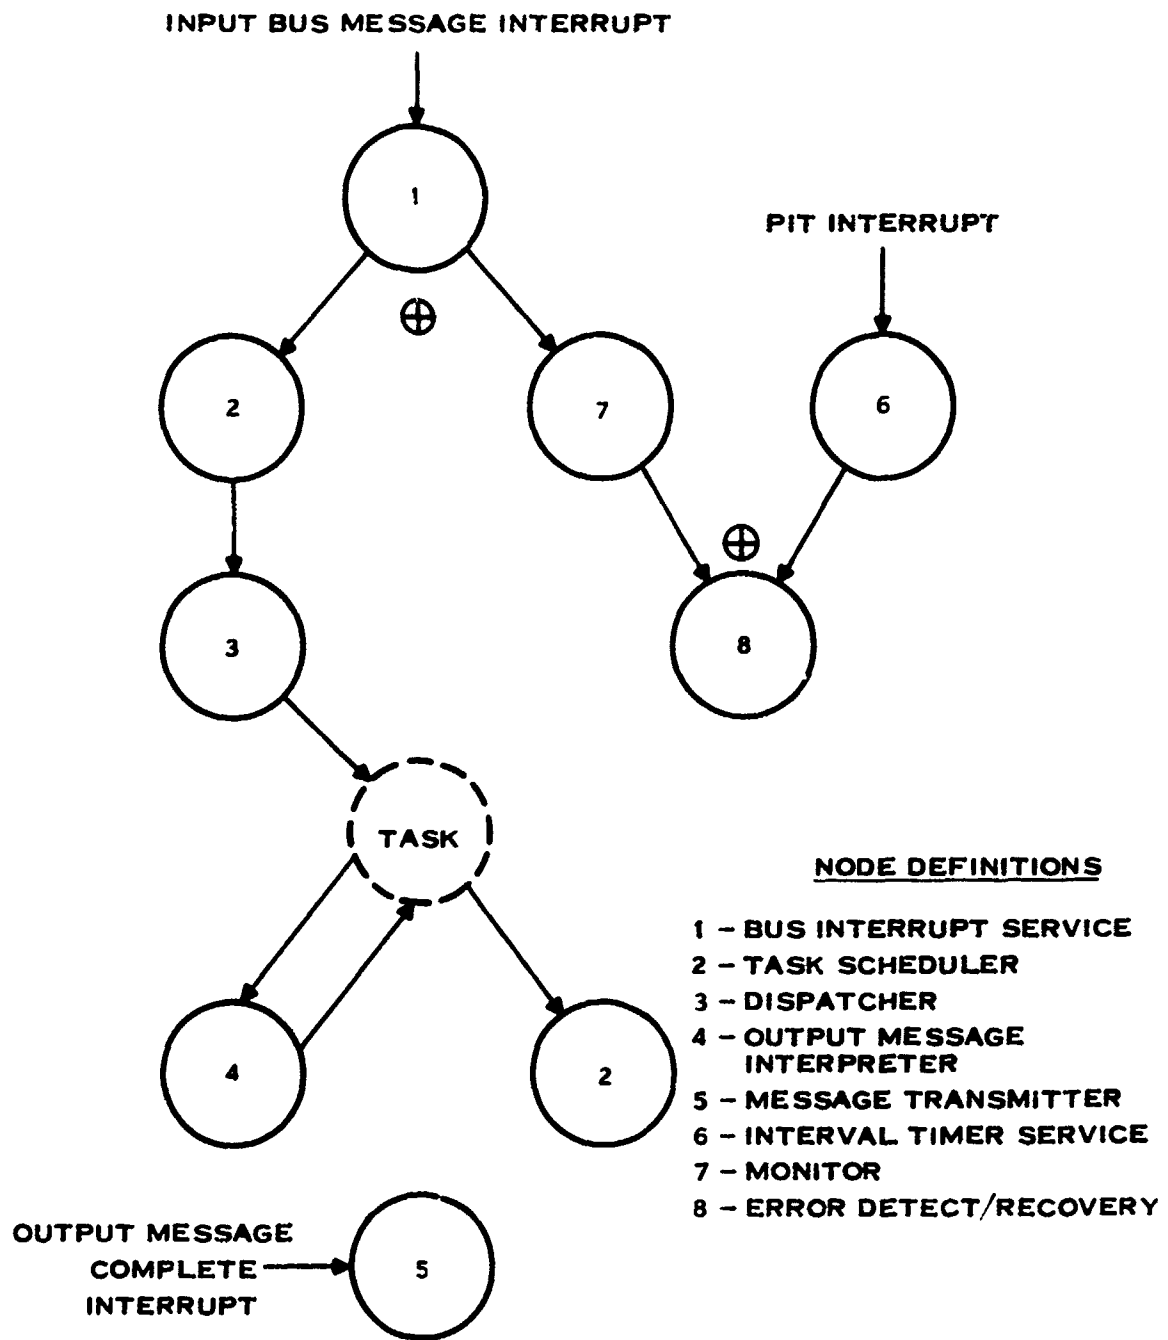 INPUT BUS MESSAGE INTERRUPT
1
PIT INTERRUPT
2
7
6
3
8
TASK
4
2
NODE DEFINITIONS
1 - BUS INTERRUPT SERVICE
2 - TASK SCHEDULER
3 - DISPATCHER
4 - OUTPUT MESSAGE
INTERPRETER
5 - MESSAGE TRANSMITTER
6 - INTERVAL TIMER SERVICE
7 - MONITOR
8 - ERROR DETECT/RECOVERY
OUTPUT MESSAGE
COMPLETE
INTERRUPT
5